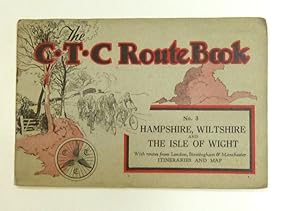 The
C·T·C Route Book
No. 3
HAMPSHIRE, WILTSHIRE
AND
THE ISLE OF WIGHT
With routes from London, Birmingham & Manchester
ITINERARIES AND MAP